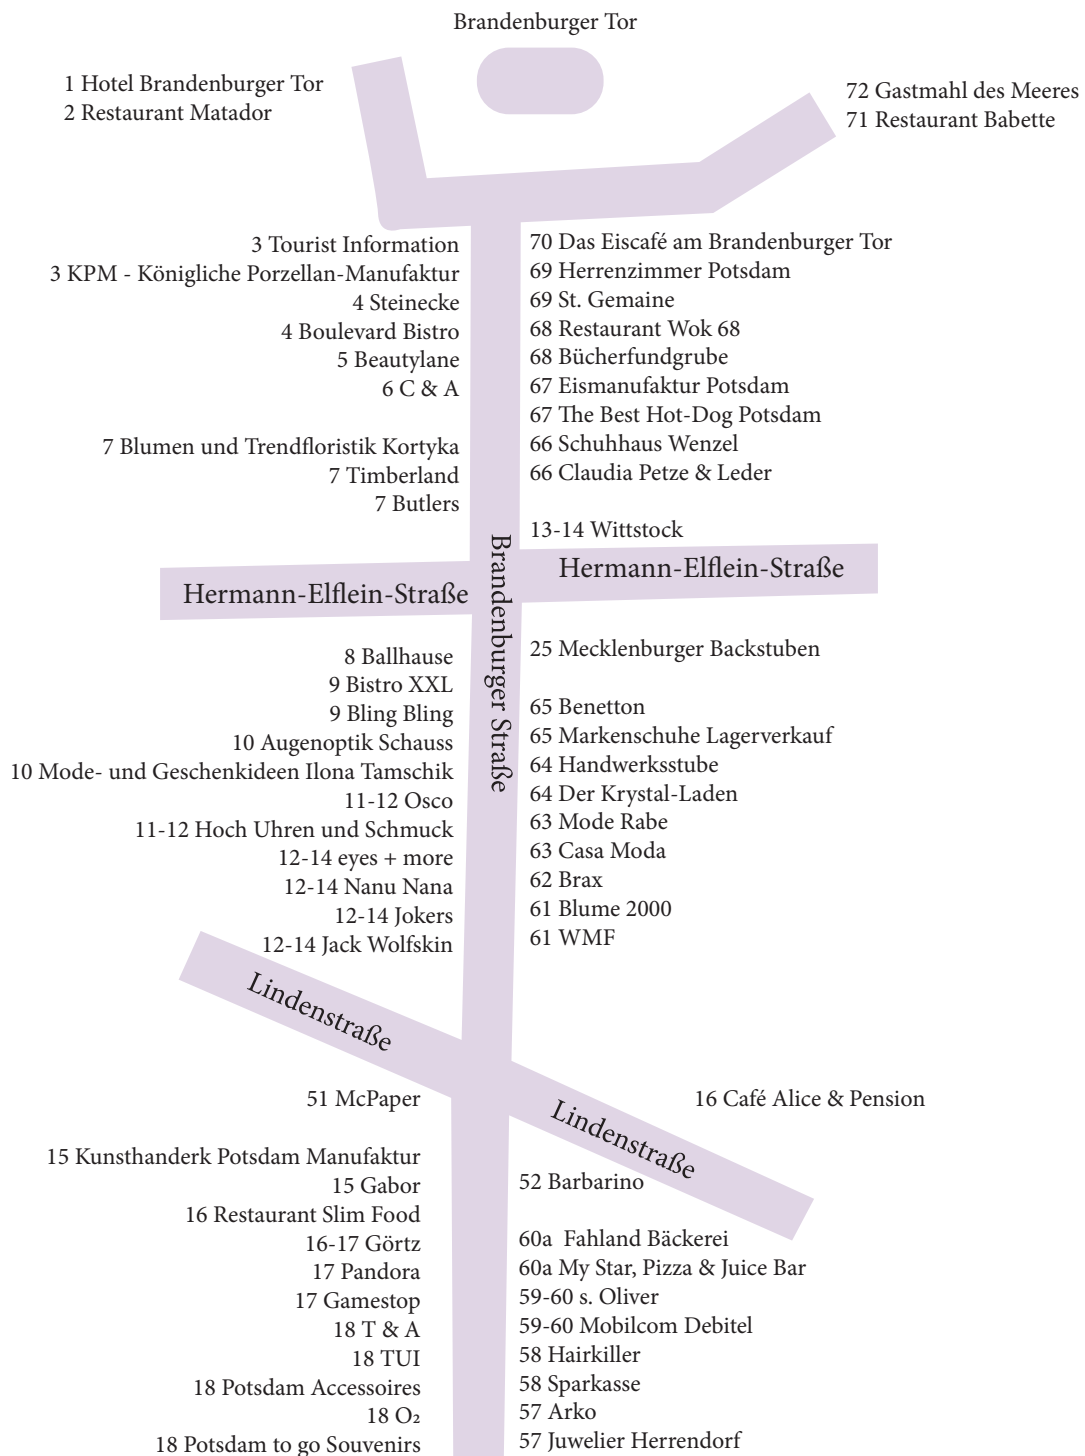 Brandenburger Tor
1 Hotel Brandenburger Tor
2 Restaurant Matador
72 Gastmahl des Meeres
71 Restaurant Babette
3 Tourist Information
3 KPM - Königliche Porzellan-Manufaktur
4 Steinecke
4 Boulevard Bistro
5 Beautylane
6 C & A
7 Blumen und Trendfloristik Kortyka
7 Timberland
7 Butlers
70 Das Eiscafé am Brandenburger Tor
69 Herrenzimmer Potsdam
69 St. Gemaine
68 Restaurant Wok 68
68 Bücherfundgrube
67 Eismanufaktur Potsdam
67 The Best Hot-Dog Potsdam
66 Schuhhaus Wenzel
66 Claudia Petze & Leder
13-14 Wittstock
Hermann-Elflein-Straße
Hermann-Elflein-Straße
Brandenburger Straße
8 Ballhause
9 Bistro XXL
9 Bling Bling
10 Augenoptik Schauss
10 Mode- und Geschenkideen Ilona Tamschik
11-12 Osco
11-12 Hoch Uhren und Schmuck
12-14 eyes + more
12-14 Nanu Nana
12-14 Jokers
12-14 Jack Wolfskin
25 Mecklenburger Backstuben
65 Benetton
65 Markenschuhe Lagerverkauf
64 Handwerksstube
64 Der Krystal-Laden
63 Mode Rabe
63 Casa Moda
62 Brax
61 Blume 2000
61 WMF
Lindenstraße
Lindenstraße
51 McPaper
15 Kunsthanderk Potsdam Manufaktur
15 Gabor
16 Restaurant Slim Food
16-17 Görtz
17 Pandora
17 Gamestop
18 T & A
18 TUI
18 Potsdam Accessoires
18 O₂
18 Potsdam to go Souvenirs
16 Café Alice & Pension
52 Barbarino
60a  Fahland Bäckerei
60a My Star, Pizza & Juice Bar
59-60 s. Oliver
59-60 Mobilcom Debitel
58 Hairkiller
58 Sparkasse
57 Arko
57 Juwelier Herrendorf